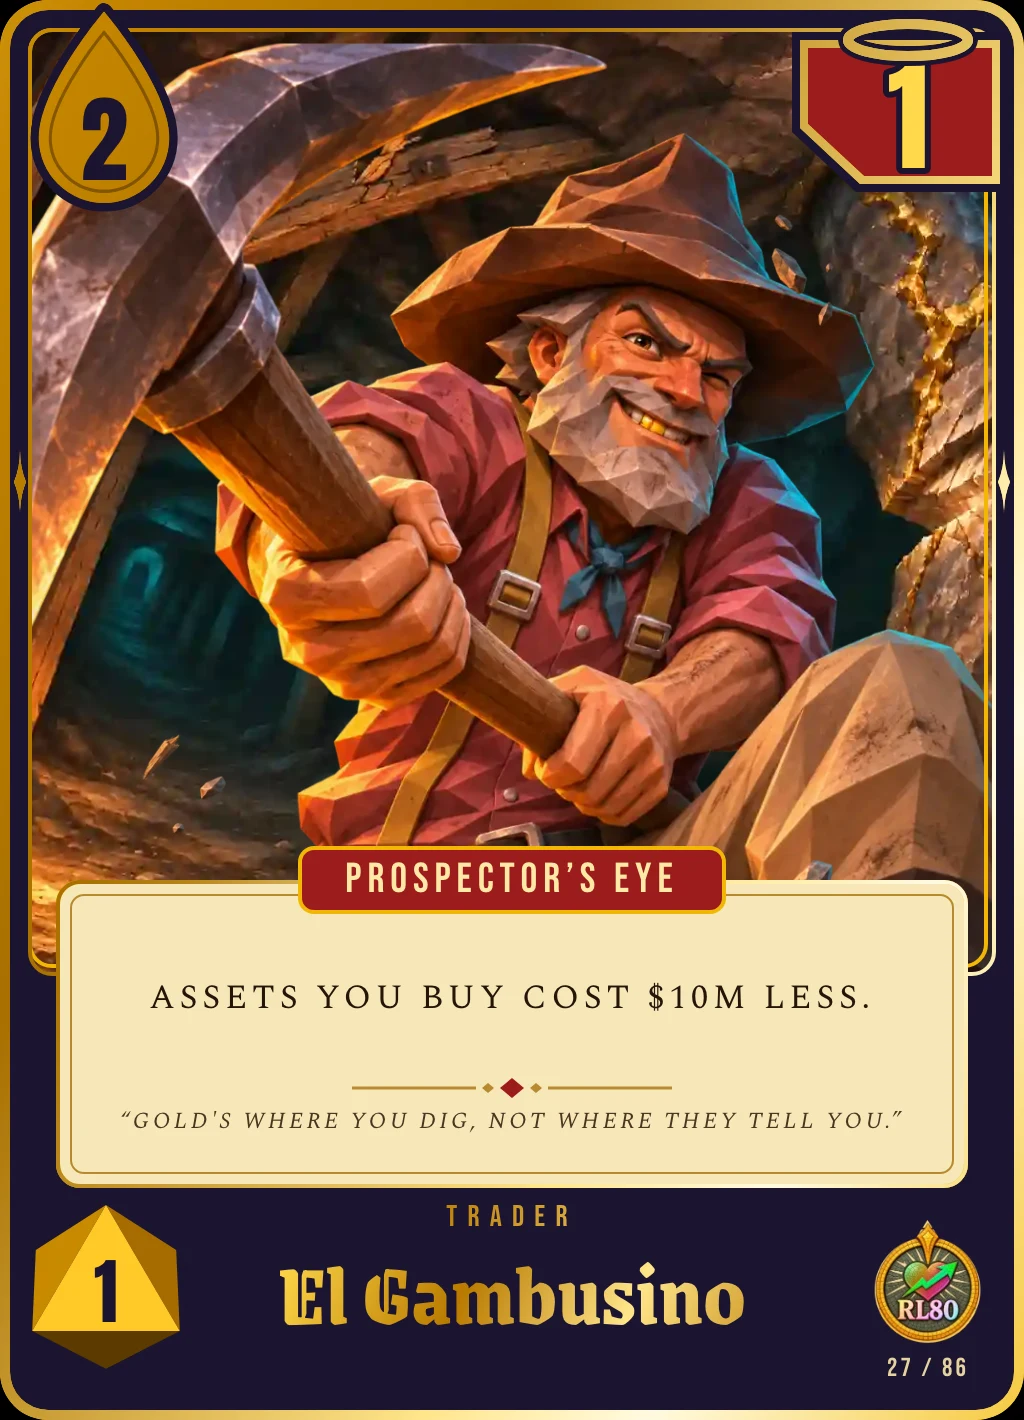 2
1
PROSPECTOR’S EYE
ASSETS YOU BUY COST $10M LESS.
“GOLD'S WHERE YOU DIG, NOT WHERE THEY TELL YOU.”
TRADER
1
El Gambusino
RL80
27 / 86